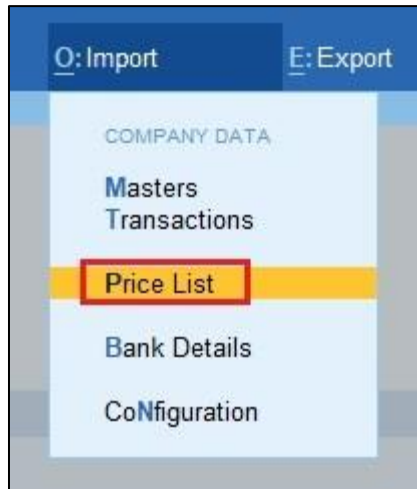 O: Import
E: Export
COMPANY DATA
Masters
Transactions
Price List
Bank Details
CoNfiguration